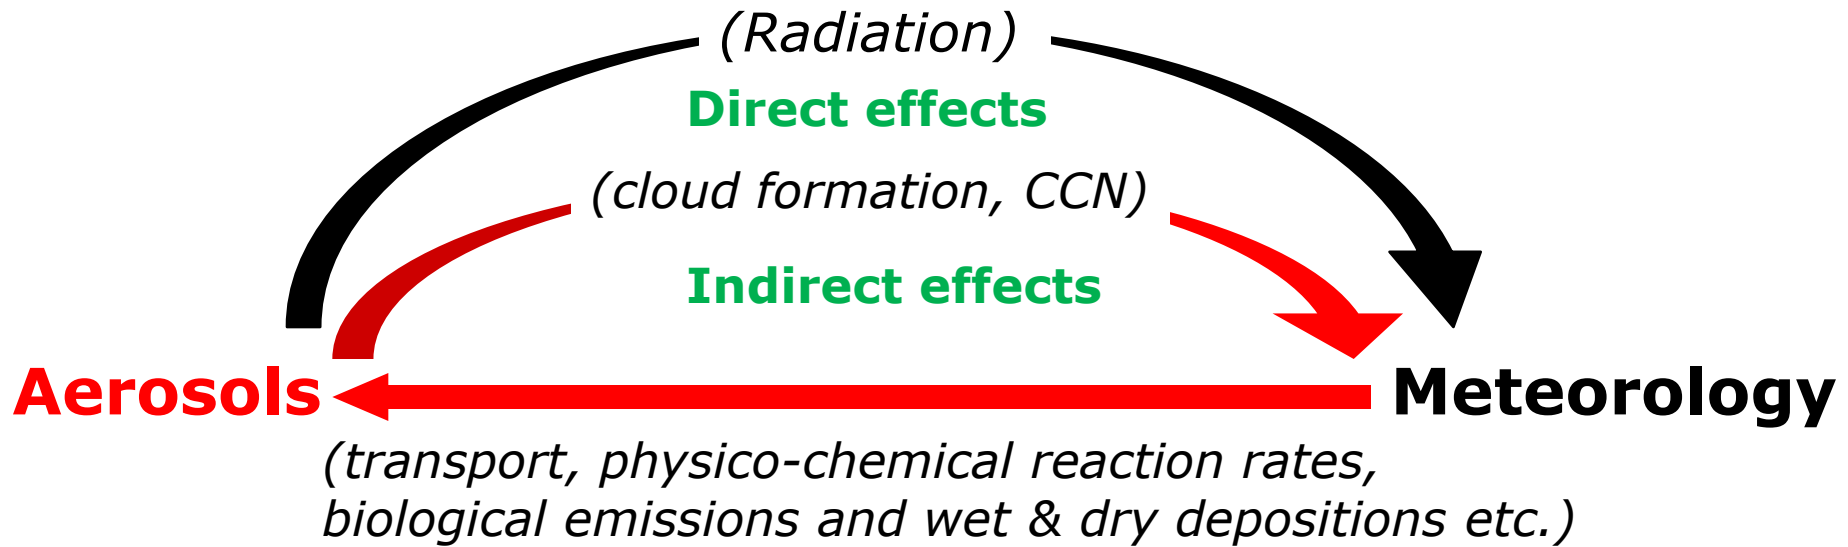 (Radiation)
Direct effects
(cloud formation, CCN)
Indirect effects
Aerosols
Meteorology
(transport, physico-chemical reaction rates,
biological emissions and wet & dry depositions etc.)